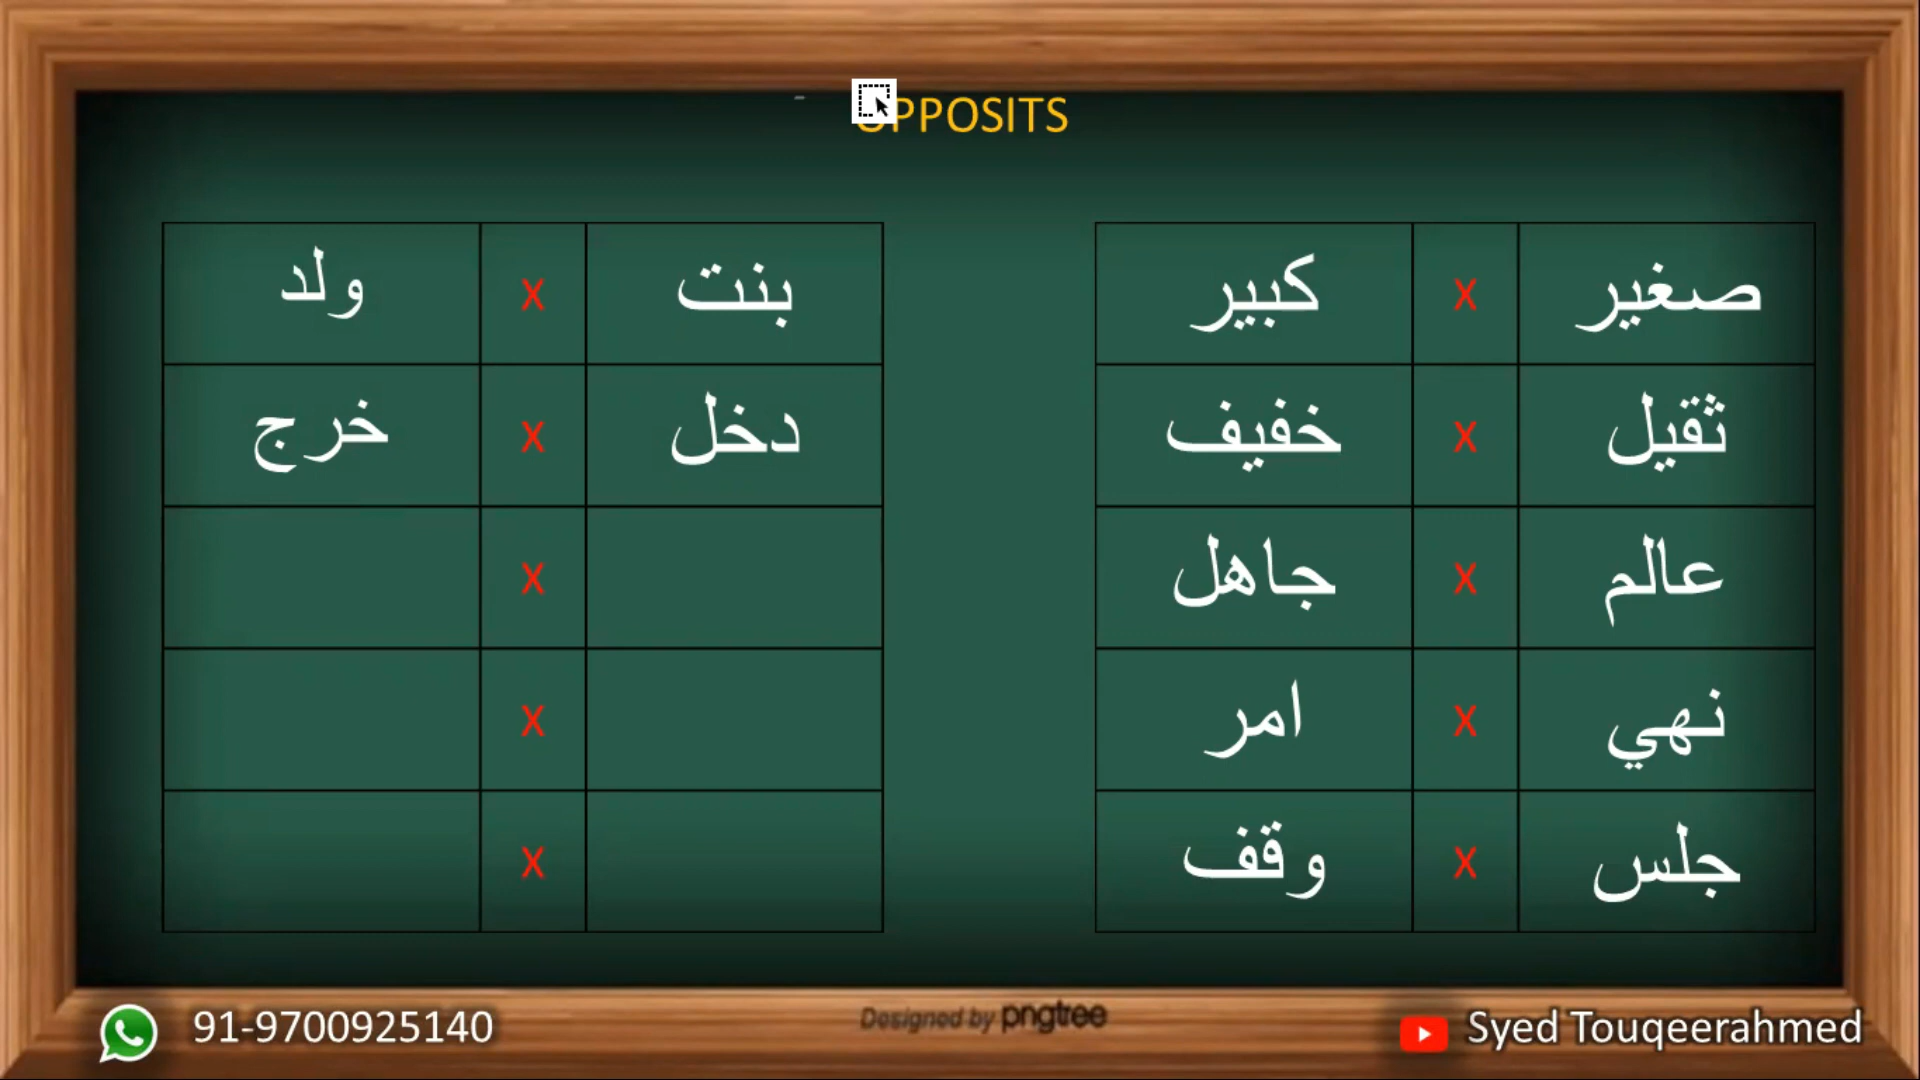 OPPOSITS
صغير X كبير
ثقيل X خفيف
عالم X جاهل
نهي X امر
جلس X وقف
بنت X ولد
دخل X خرج
X
X
X
91-9700925140
Designed by pngtree
Syed Touqeerahmed